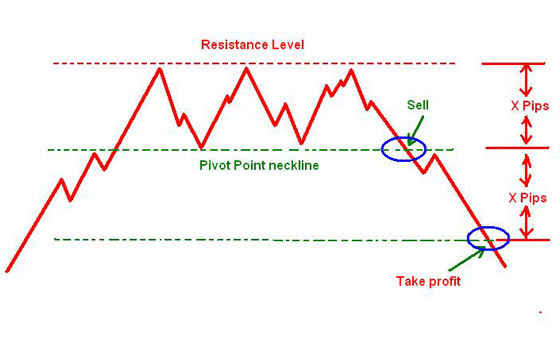 Resistance Level
Sell
X Pips
Pivot Point neckline
X Pips
Take profit